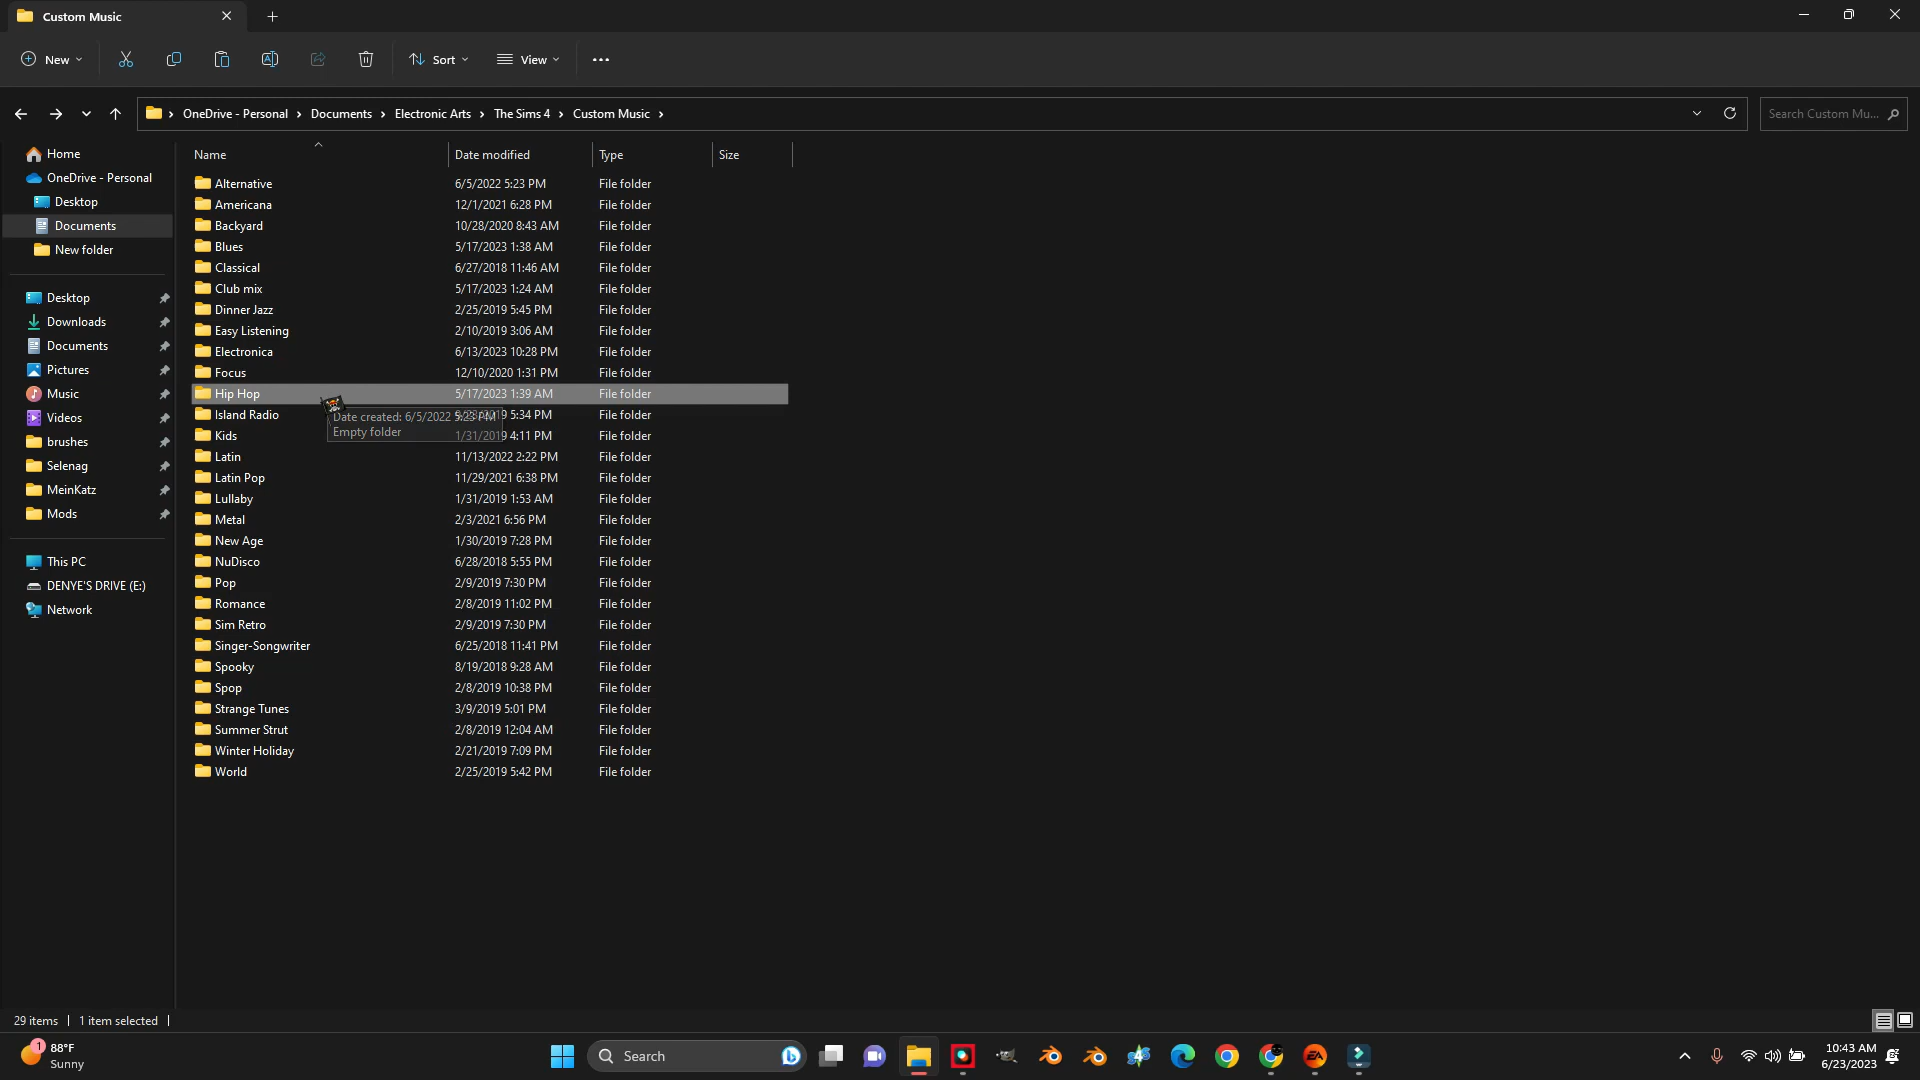 Custom Music
New
Sort
View
OneDrive - Personal > Documents > Electronic Arts > The Sims 4 > Custom Music >
Search Custom Mu...
Home
OneDrive - Personal
Desktop
Documents
New folder
Desktop
Downloads
Documents
Pictures
Music
Videos
brushes
Selenag
MeinKatz
Mods
This PC
DENYE'S DRIVE (E:)
Network
Name Date modified Type Size
Alternative 6/5/2022 5:23 PM File folder
Americana 12/1/2021 6:28 PM File folder
Backyard 10/28/2020 8:43 AM File folder
Blues 5/17/2023 1:38 AM File folder
Classical 6/27/2018 11:46 AM File folder
Club mix 5/17/2023 1:24 AM File folder
Dinner Jazz 2/25/2019 5:45 PM File folder
Easy Listening 2/10/2019 3:06 AM File folder
Electronica 6/13/2023 10:28 PM File folder
Focus 12/10/2020 1:31 PM File folder
Hip Hop 5/17/2023 1:39 AM File folder
Island Radio 5:34 PM File folder
Date created: 6/5/2022 5:23 PM
Empty folder
Kids 1/31/2019 4:11 PM File folder
Latin 11/13/2022 2:22 PM File folder
Latin Pop 11/29/2021 6:38 PM File folder
Lullaby 1/31/2019 1:53 AM File folder
Metal 2/3/2021 6:56 PM File folder
New Age 1/30/2019 7:28 PM File folder
NuDisco 6/28/2018 5:55 PM File folder
Pop 2/9/2019 7:30 PM File folder
Romance 2/8/2019 11:02 PM File folder
Sim Retro 2/9/2019 7:30 PM File folder
Singer-Songwriter 6/25/2018 11:41 PM File folder
Spooky 8/19/2018 9:28 AM File folder
Spop 2/8/2019 10:38 PM File folder
Strange Tunes 3/9/2019 5:01 PM File folder
Summer Strut 2/8/2019 12:04 AM File folder
Winter Holiday 2/21/2019 7:09 PM File folder
World 2/25/2019 5:42 PM File folder
29 items | 1 item selected |
1
88°F
Sunny
Search
4
EA
10:43 AM
6/23/2023